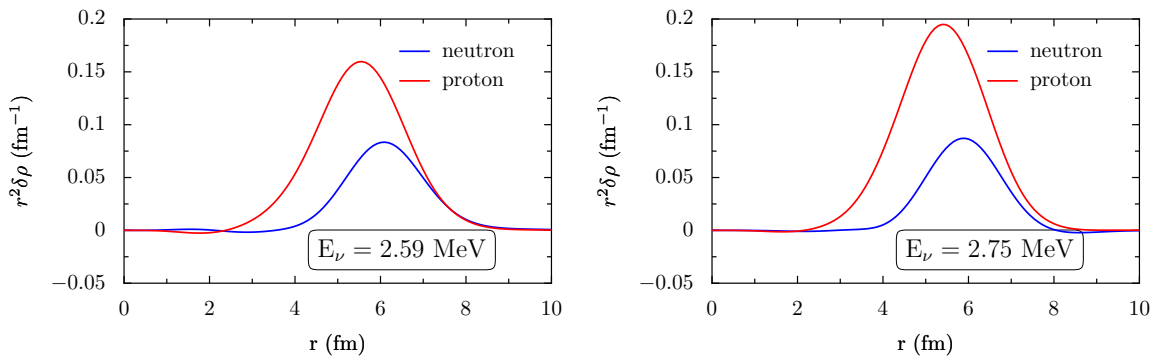 0.2
0.15
0.1
0.05
0
−0.05
r²δρ (fm⁻¹)
neutron
proton
E_ν = 2.59 MeV
0 2 4 6 8 10
r (fm)
0.2
0.15
0.1
0.05
0
−0.05
r²δρ (fm⁻¹)
neutron
proton
E_ν = 2.75 MeV
0 2 4 6 8 10
r (fm)